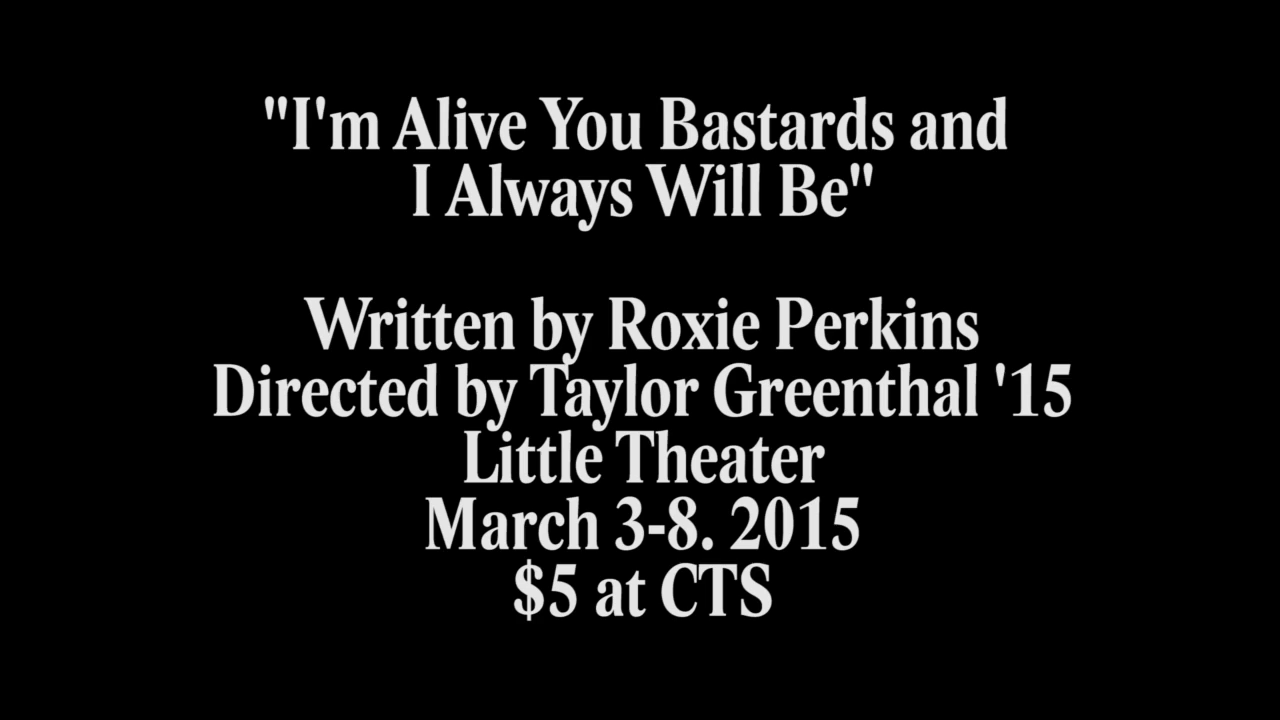 "I'm Alive You Bastards and
I Always Will Be"
Written by Roxie Perkins
Directed by Taylor Greenthal '15
Little Theater
March 3-8. 2015
$5 at CTS